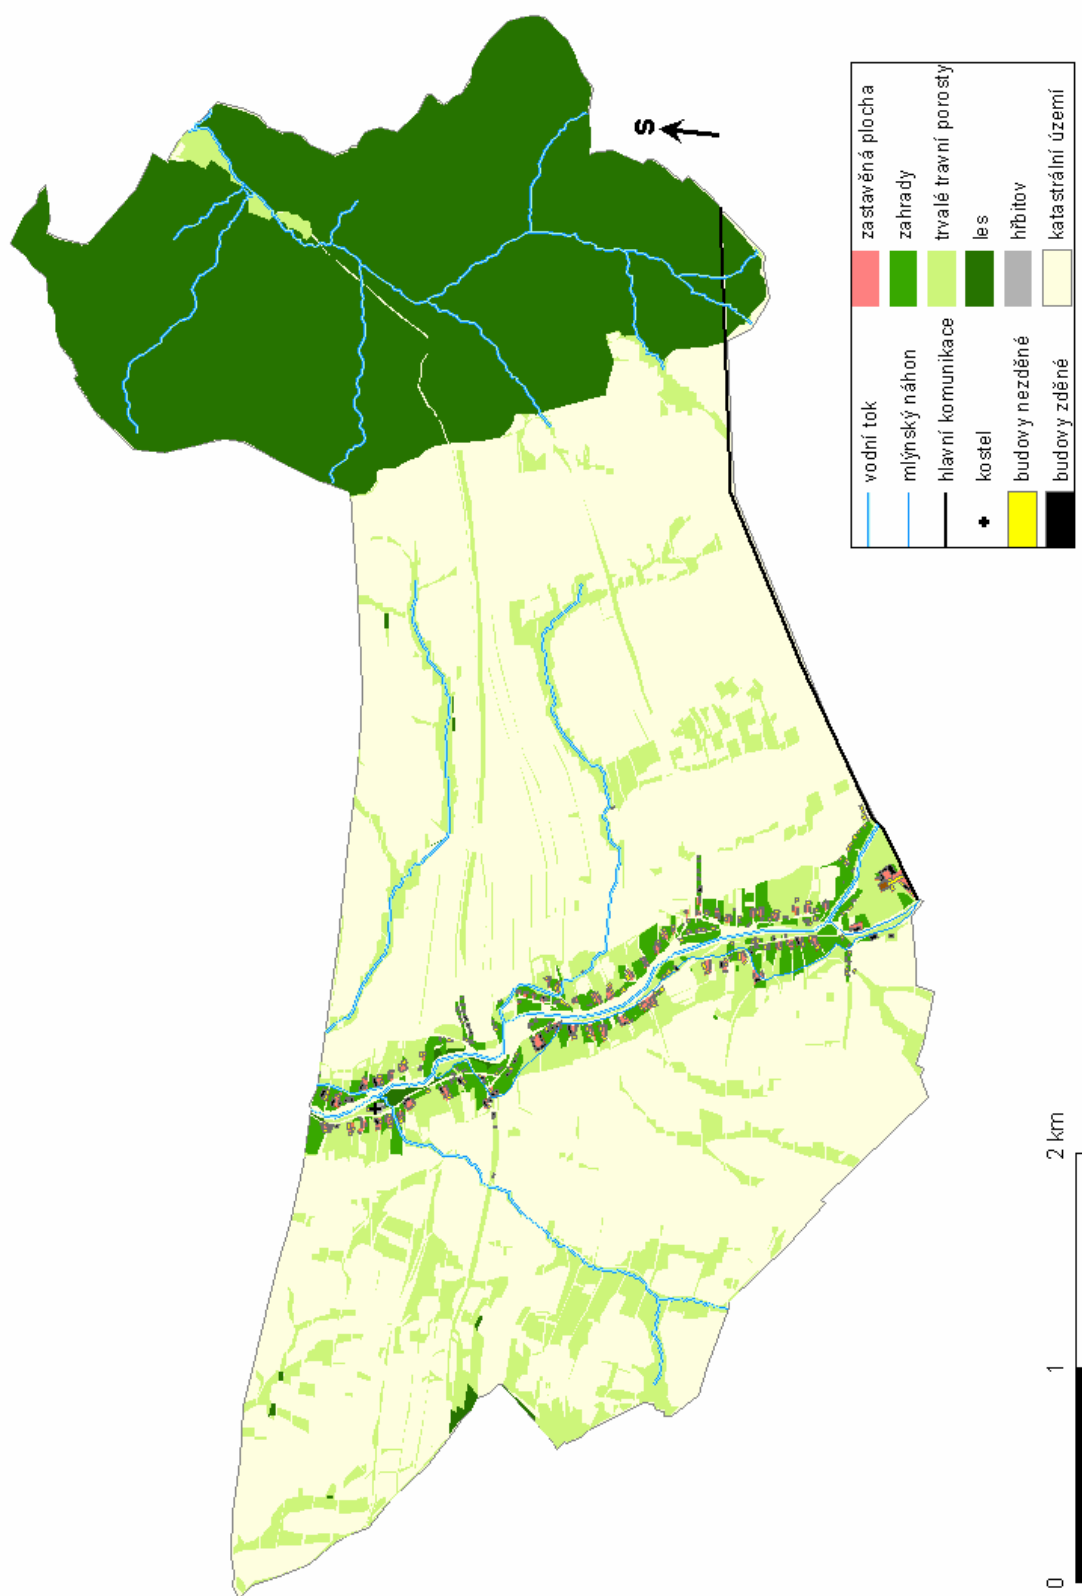 S
vodní tok
mlýnský náhon
hlavní komunikace
kostel
budovy nezděné
budovy zděné
zastavěná plocha
zahrady
trvalé travní porosty
les
hřbitov
katastrální území
0 1 2 km